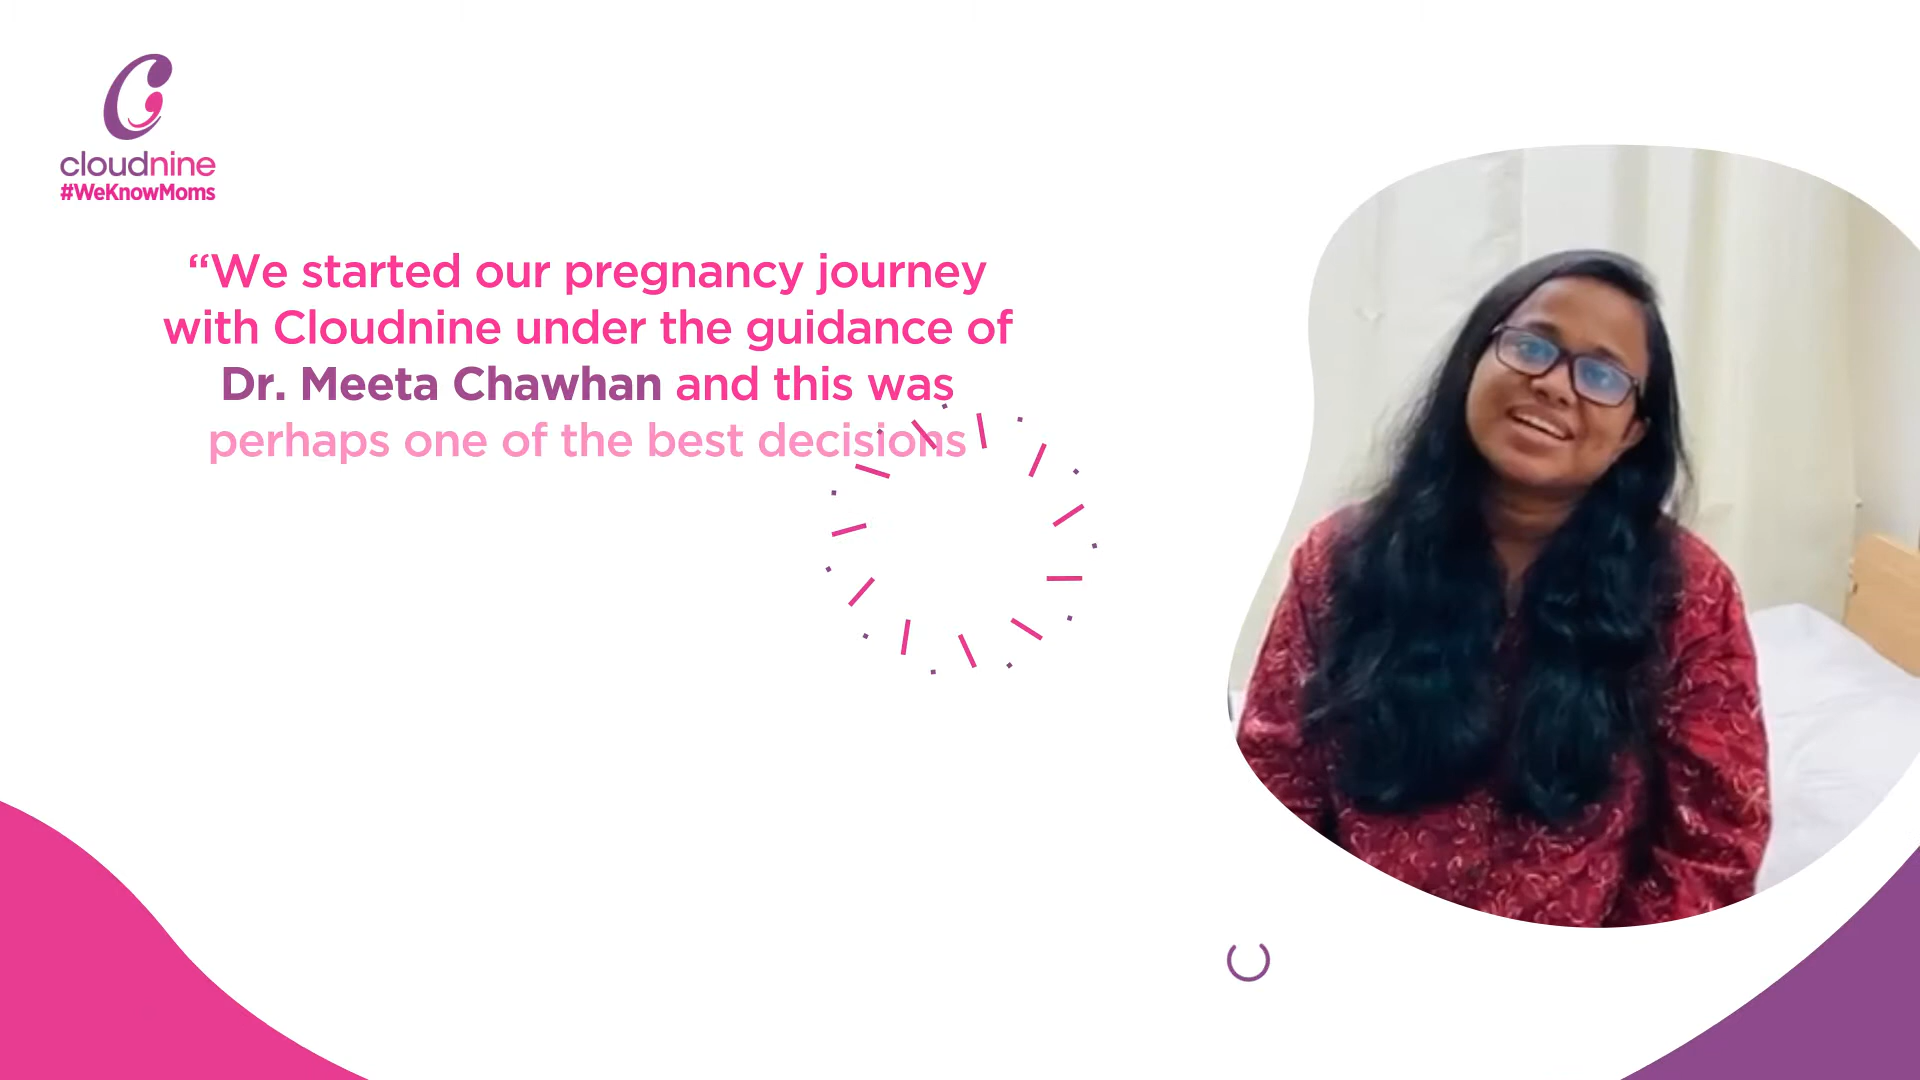 cloudnine
#WeKnowMoms
“We started our pregnancy journey
with Cloudnine under the guidance of
Dr. Meeta Chawhan and this was
perhaps one of the best decisions